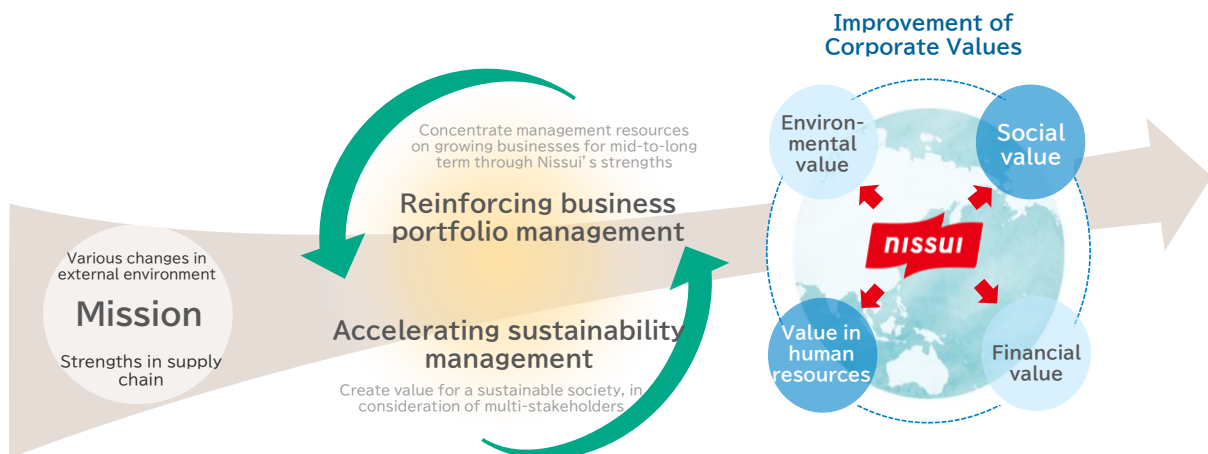 Various changes in
external environment
Mission
Strengths in supply
chain
Concentrate management resources
on growing businesses for mid-to-long
term through Nissui's strengths
Reinforcing business
portfolio management
Accelerating sustainability
management
Create value for a sustainable society, in
consideration of multi-stakeholders
Improvement of
Corporate Values
Environ-
mental
value
Social
value
nissui
Value in
human
resources
Financial
value